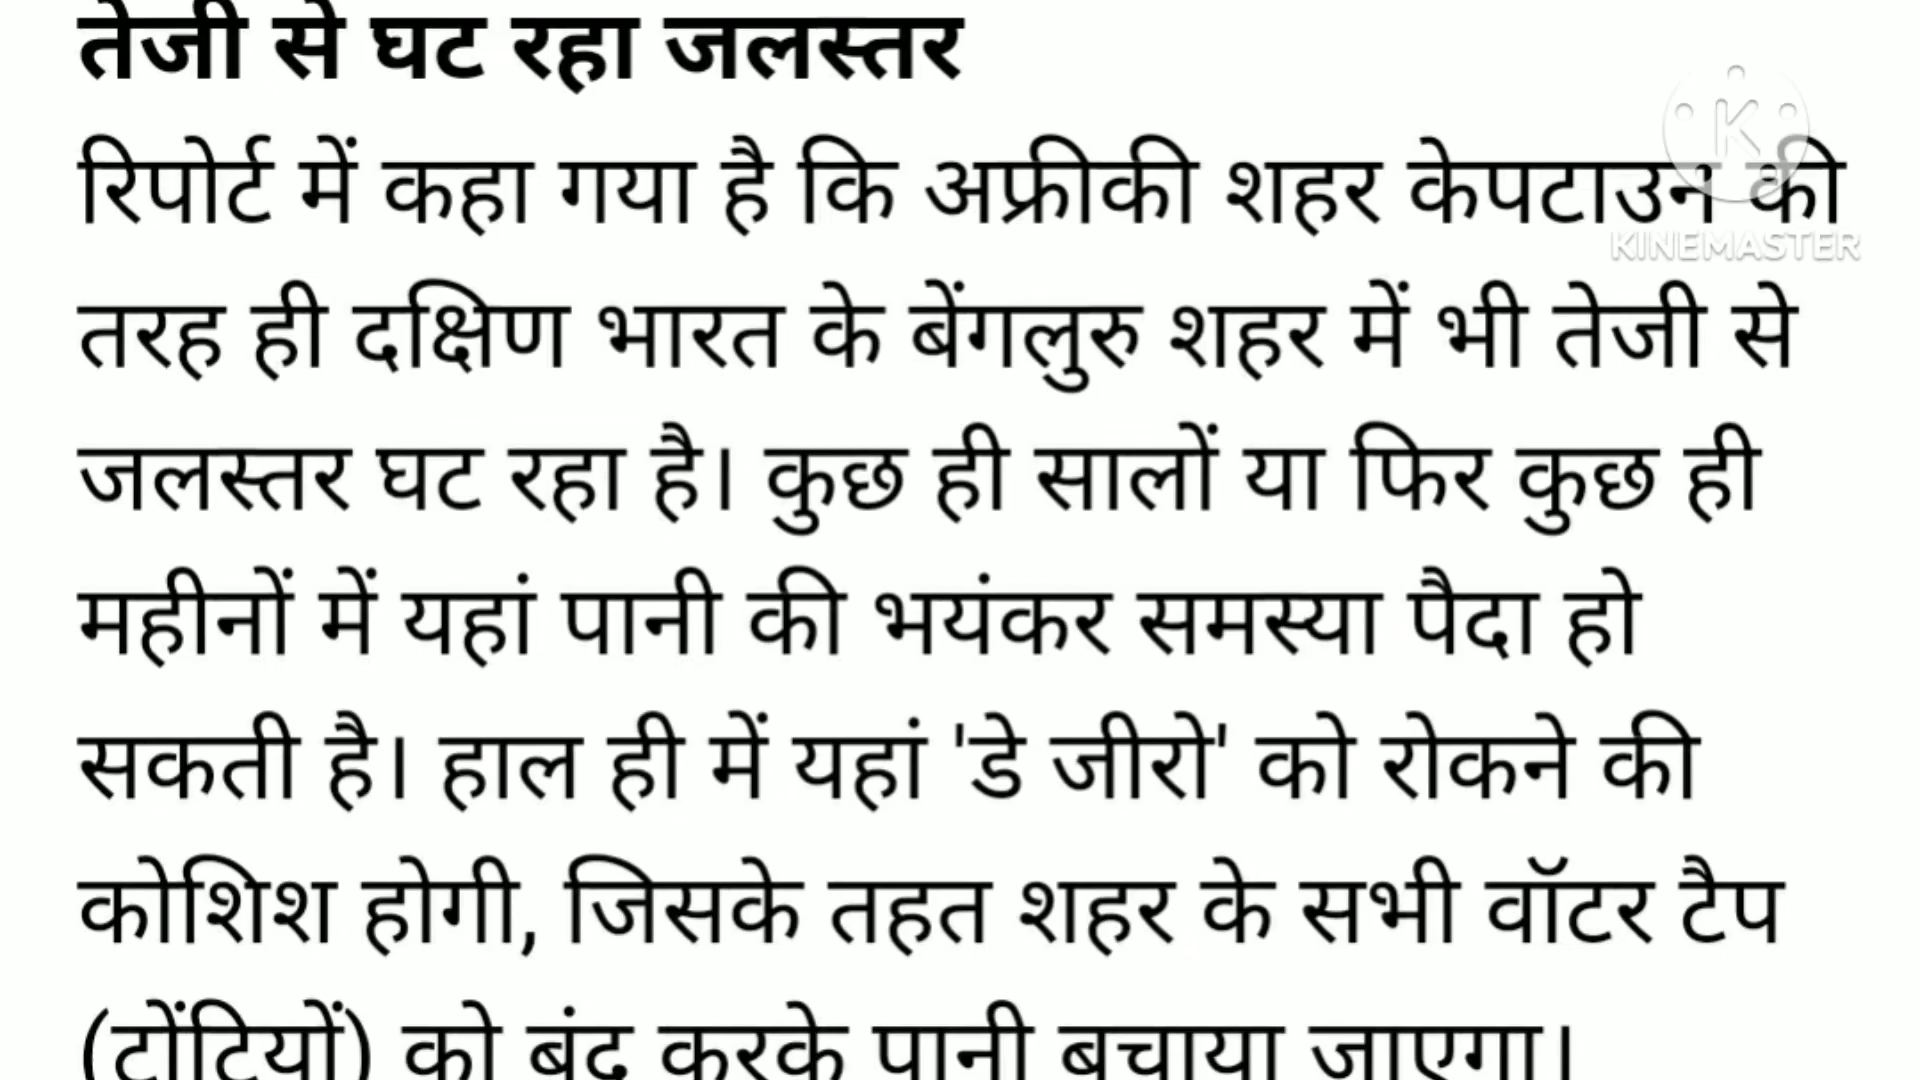 तेजी से घट रहा जलस्तर
रिपोर्ट में कहा गया है कि अफ्रीकी शहर केपटाउन की
K
KINEMASTER
तरह ही दक्षिण भारत के बेंगलुरु शहर में भी तेजी से
जलस्तर घट रहा है। कुछ ही सालों या फिर कुछ ही
महीनों में यहां पानी की भयंकर समस्या पैदा हो
सकती है। हाल ही में यहां 'डे जीरो' को रोकने की
कोशिश होगी, जिसके तहत शहर के सभी वॉटर टैप
(टोंटियों) को बंद करके पानी बचाया जाएगा।